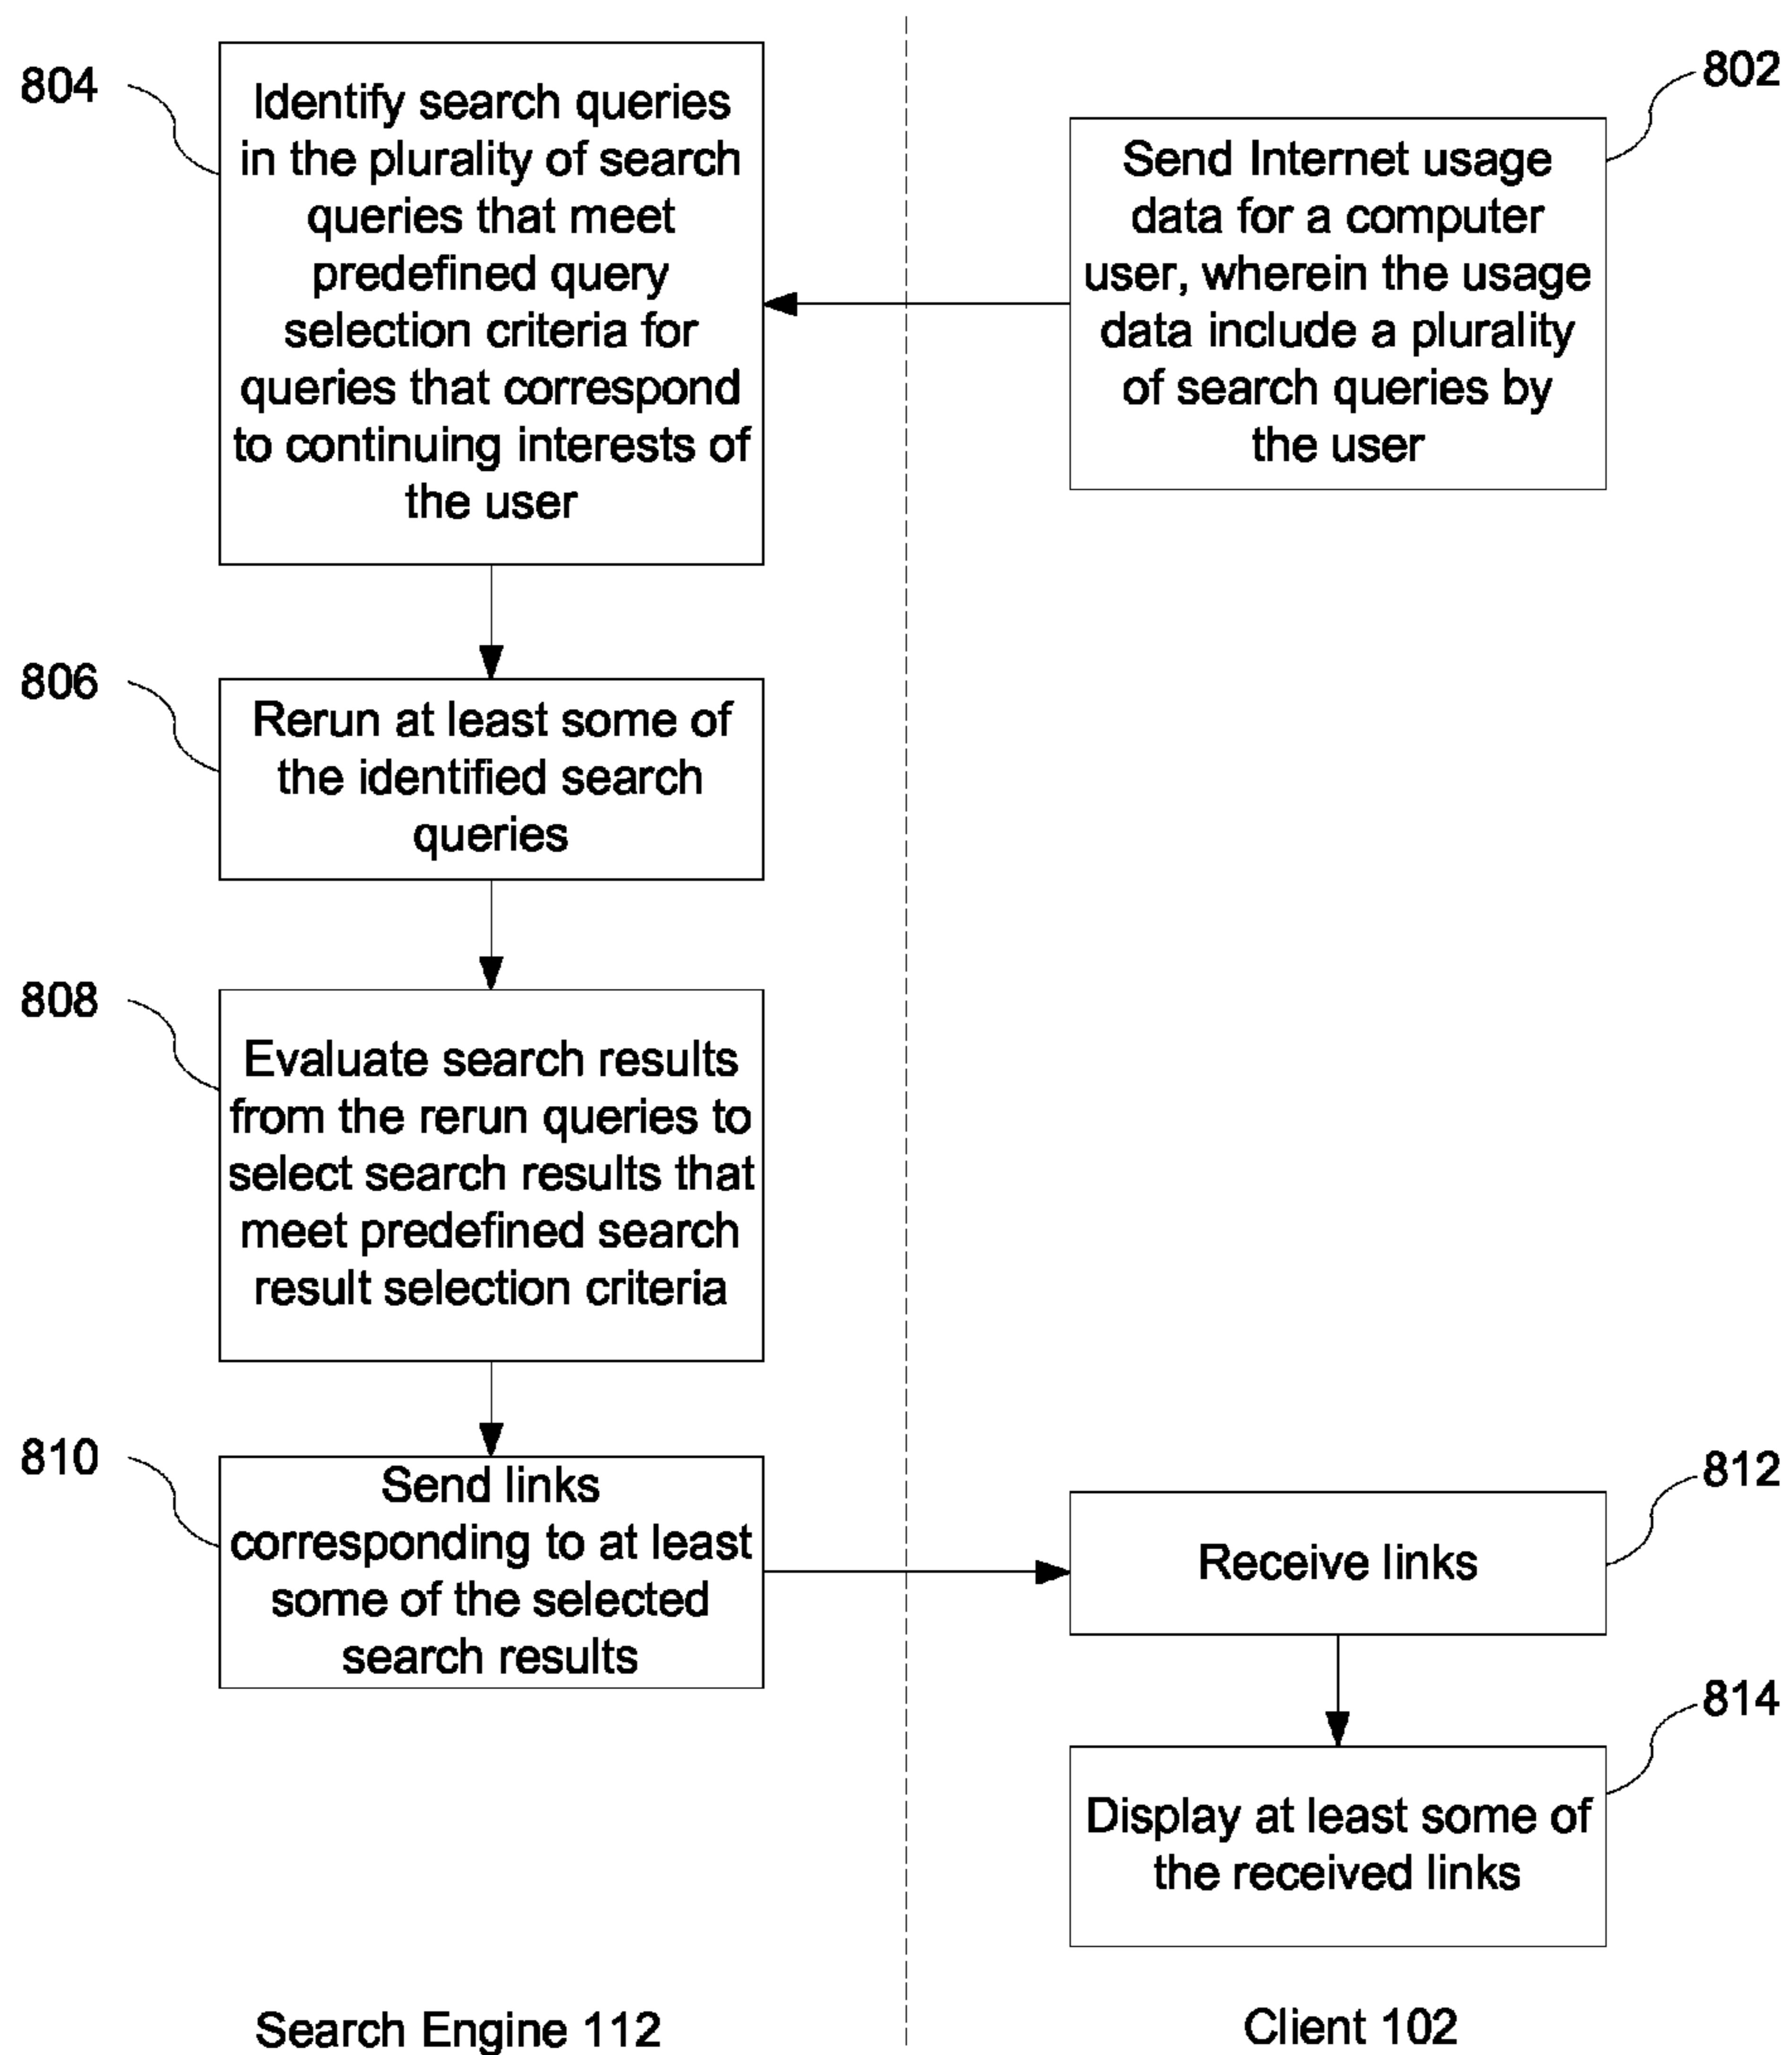 804
Identify search queries
in the plurality of search
queries that meet
predefined query
selection criteria for
queries that correspond
to continuing interests of
the user
802
Send Internet usage
data for a computer
user, wherein the usage
data include a plurality
of search queries by
the user
806
Rerun at least some of
the identified search
queries
808
Evaluate search results
from the rerun queries to
select search results that
meet predefined search
result selection criteria
810
Send links
corresponding to at least
some of the selected
search results
812
Receive links
814
Display at least some of
the received links
Search Engine 112
Client 102